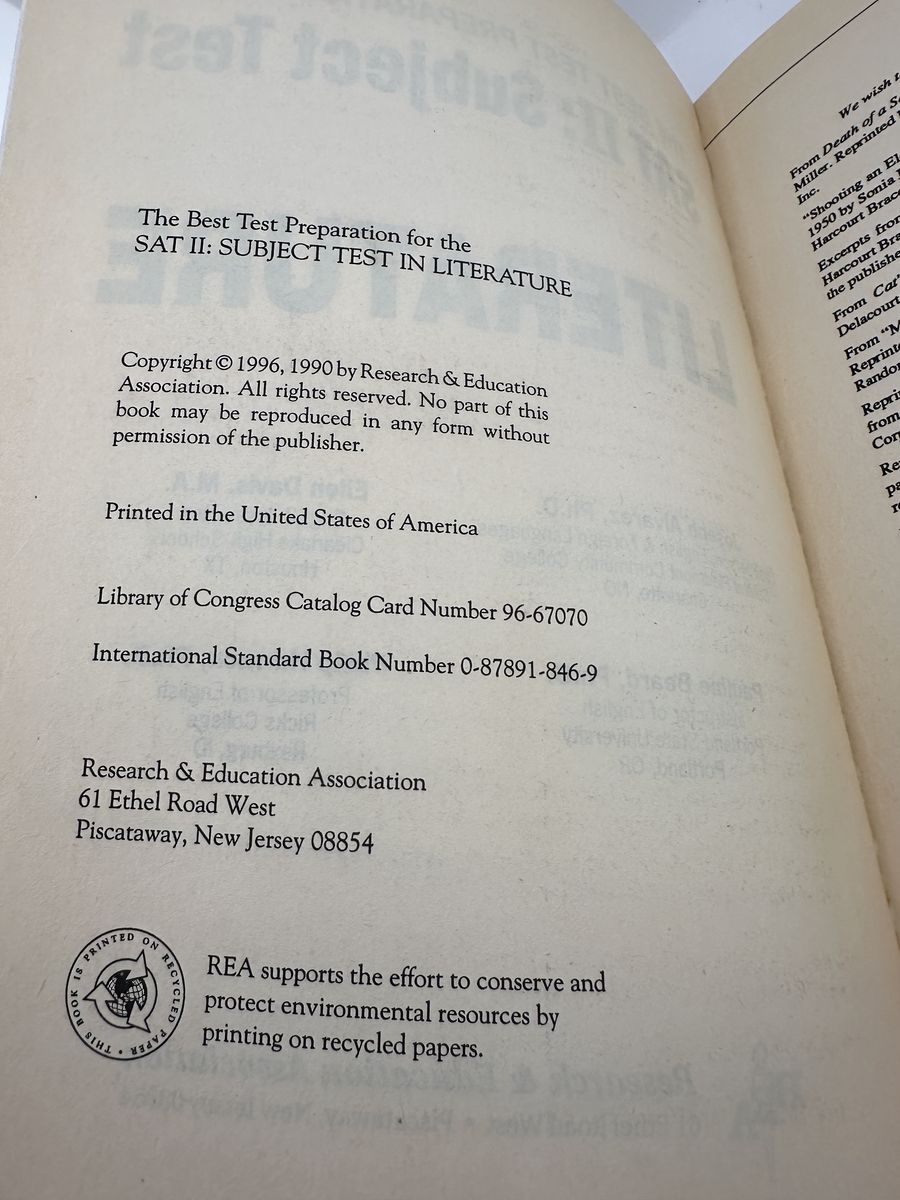 The Best Test Preparation for the
SAT II: SUBJECT TEST IN LITERATURE
Copyright © 1996, 1990 by Research & Education
Association. All rights reserved. No part of this
book may be reproduced in any form without
permission of the publisher.
Printed in the United States of America
Library of Congress Catalog Card Number 96-67070
International Standard Book Number 0-87891-846-9
Research & Education Association
61 Ethel Road West
Piscataway, New Jersey 08854
THIS BOOK IS PRINTED ON RECYCLED PAPER •
REA supports the effort to conserve and
protect environmental resources by
printing on recycled papers.
We wish
From Death of a
Miller. Reprinted
Inc.
"Shooting an
1950 by Sonia
Harcourt Brace
Excerpts from
Harcourt
the publishe
From Cat'
Delacourt
From "M
Reprinte
Random
Repri
from
Cor
Re
pa